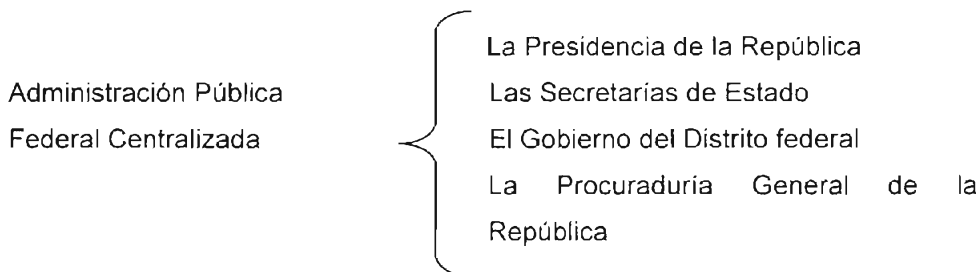 Administración Pública
Federal Centralizada
La Presidencia de la República
Las Secretarías de Estado
El Gobierno del Distrito federal
La Procuraduría General de la
República